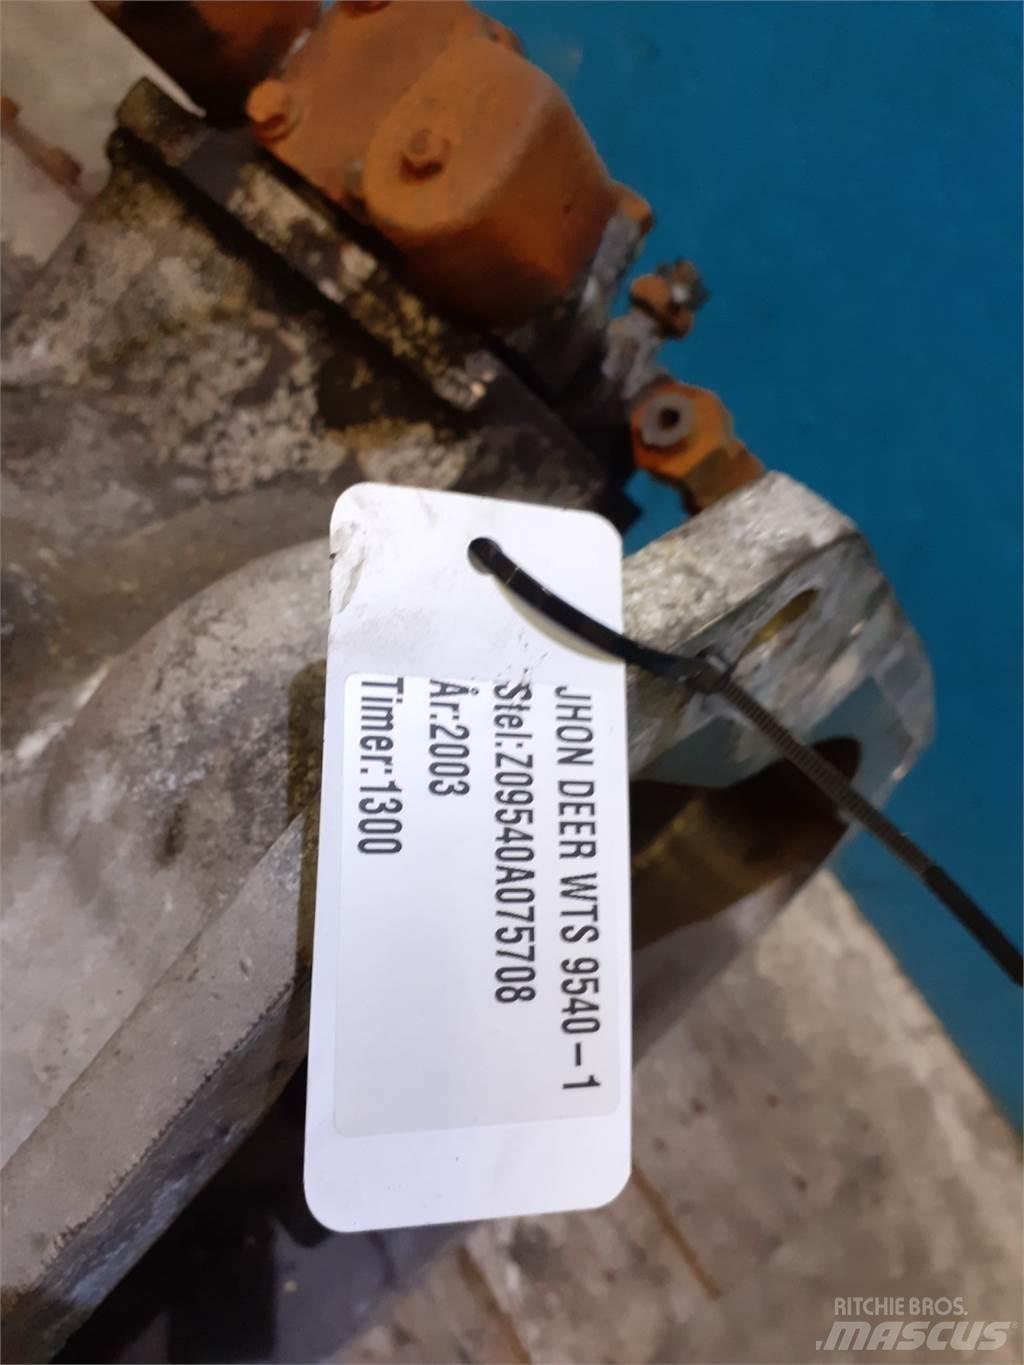 JHON DEER WTS 9540-1
Stel:Z09540A075708
År:2003
Timer:1300
RITCHIE BROS.
MASCUS